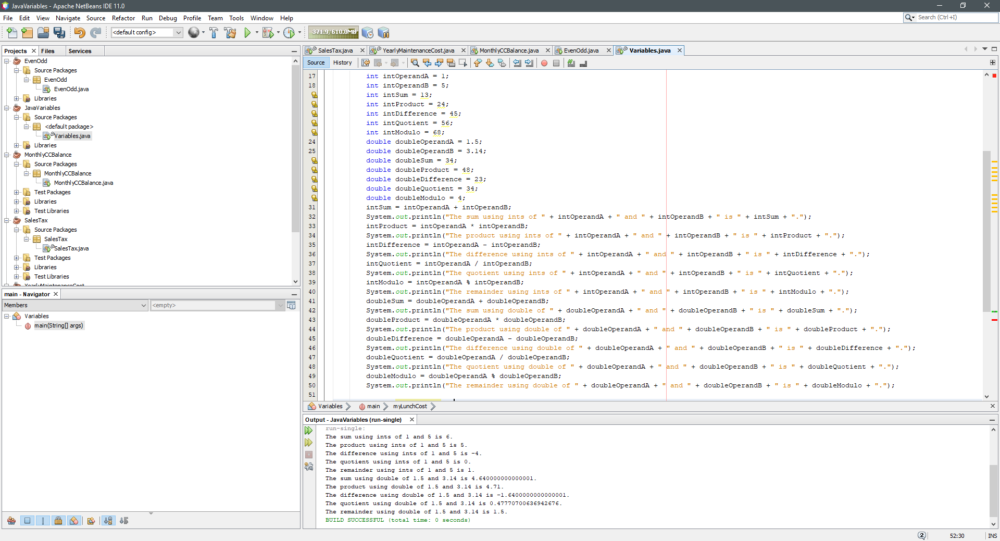 JavaVariables - Apache NetBeans IDE 11.0
File Edit View Navigate Source Refactor Run Debug Profile Team Tools Window Help
Search (Ctrl+I)
<default config>
371.9/610.0MB
Projects Files Services
EvenOdd
Source Packages
EvenOdd
EvenOdd.java
Libraries
JavaVariables
Source Packages
<default package>
Variables.java
Libraries
MonthlyCCBalance
Source Packages
MonthlyCCBalance
MonthlyCCBalance.java
Test Packages
Libraries
Test Libraries
SalesTax
Source Packages
SalesTax
SalesTax.java
Test Packages
Libraries
Test Libraries
YearlyMaintenanceCost
main - Navigator
Members <empty>
Variables
main(String[] args)
SalesTax.java YearlyMaintenanceCost.java MonthlyCCBalance.java EvenOdd.java Variables.java
Source History
17 int intOperandA = 1;
18 int intOperandB = 5;
int intSum = 13;
int intProduct = 24;
int intDifference = 45;
int intQuotient = 56;
int intModulo = 68;
24 double doubleOperandA = 1.5;
25 double doubleOperandB = 3.14;
double doubleSum = 34;
double doubleProduct = 48;
double doubleDifference = 23;
double doubleQuotient = 34;
double doubleModulo = 4;
31 intSum = intOperandA + intOperandB;
32 System.out.println("The sum using ints of " + intOperandA + " and " + intOperandB + " is " + intSum + ".");
33 intProduct = intOperandA * intOperandB;
34 System.out.println("The product using ints of " + intOperandA + " and " + intOperandB + " is " + intProduct + ".");
35 intDifference = intOperandA - intOperandB;
36 System.out.println("The difference using ints of " + intOperandA + " and " + intOperandB + " is " + intDifference + ".");
37 intQuotient = intOperandA / intOperandB;
38 System.out.println("The quotient using ints of " + intOperandA + " and " + intOperandB + " is " + intQuotient + ".");
39 intModulo = intOperandA % intOperandB;
40 System.out.println("The remainder using ints of " + intOperandA + " and " + intOperandB + " is " + intModulo + ".");
41 doubleSum = doubleOperandA + doubleOperandB;
42 System.out.println("The sum using double of " + doubleOperandA + " and " + doubleOperandB + " is " + doubleSum + ".");
43 doubleProduct = doubleOperandA * doubleOperandB;
44 System.out.println("The product using double of " + doubleOperandA + " and " + doubleOperandB + " is " + doubleProduct + ".");
45 doubleDifference = doubleOperandA - doubleOperandB;
46 System.out.println("The difference using double of " + doubleOperandA + " and " + doubleOperandB + " is " + doubleDifference + ".");
47 doubleQuotient = doubleOperandA / doubleOperandB;
48 System.out.println("The quotient using double of " + doubleOperandA + " and " + doubleOperandB + " is " + doubleQuotient + ".");
49 doubleModulo = doubleOperandA % doubleOperandB;
50 System.out.println("The remainder using double of " + doubleOperandA + " and " + doubleOperandB + " is " + doubleModulo + ".");
51
Variables main myLunchCost
Output - JavaVariables (run-single)
run-single:
The sum using ints of 1 and 5 is 6.
The product using ints of 1 and 5 is 5.
The difference using ints of 1 and 5 is -4.
The quotient using ints of 1 and 5 is 0.
The remainder using ints of 1 and 5 is 1.
The sum using double of 1.5 and 3.14 is 4.640000000000001.
The product using double of 1.5 and 3.14 is 4.71.
The difference using double of 1.5 and 3.14 is -1.6400000000000001.
The quotient using double of 1.5 and 3.14 is 0.47770700636942676.
The remainder using double of 1.5 and 3.14 is 1.5.
BUILD SUCCESSFUL (total time: 0 seconds)
2 52:30 INS